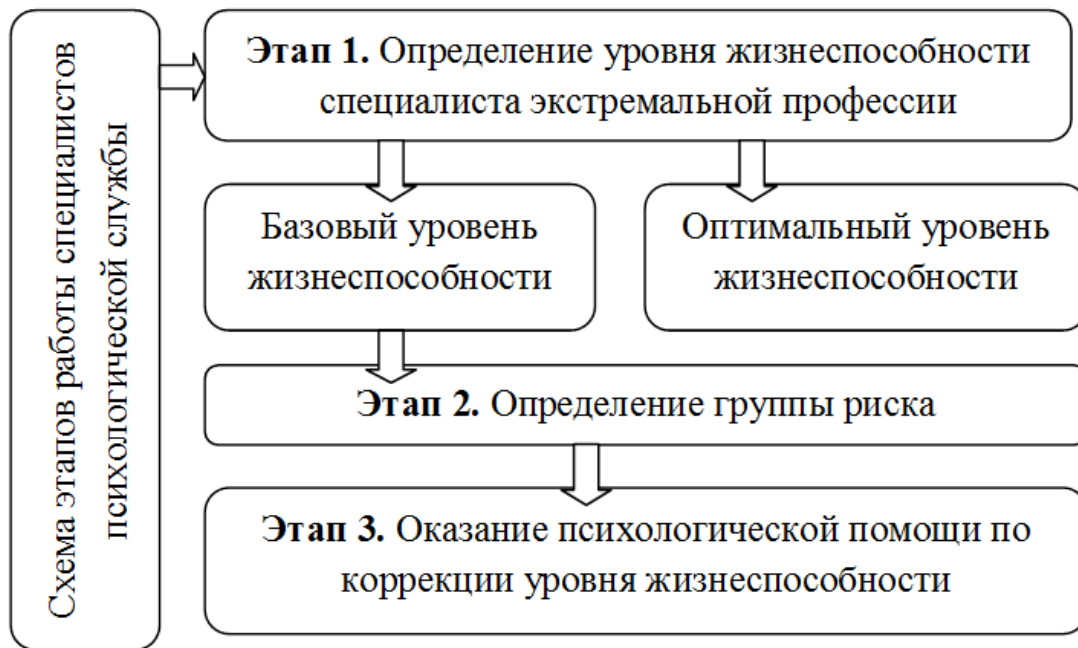 Схема этапов работы специалистов
психологической службы
Этап 1. Определение уровня жизнеспособности
специалиста экстремальной профессии
Базовый уровень
жизнеспособности
Оптимальный уровень
жизнеспособности
Этап 2. Определение группы риска
Этап 3. Оказание психологической помощи по
коррекции уровня жизнеспособности